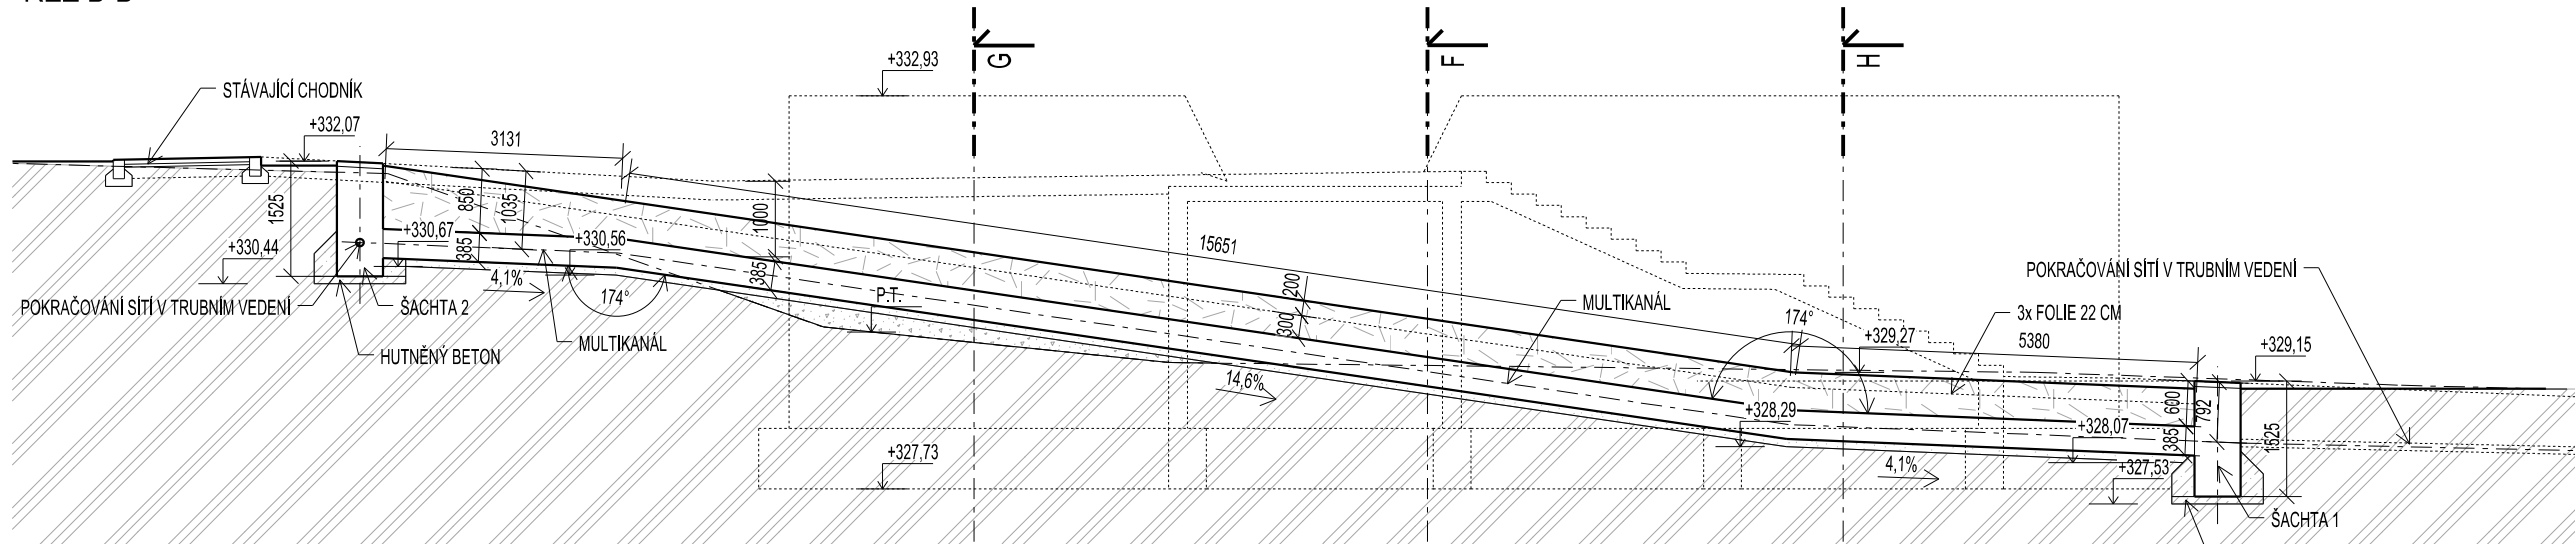 G
F
H
+332,93
STÁVAJÍCÍ CHODNÍK
+332,07
3131
1525
850
1035
1000
+330,67
+330,56
+330,44
385
385
15651
4,1%
174°
P.T.
200
300
POKRAČOVÁNÍ SÍTÍ V TRUBNÍM VEDENÍ
ŠACHTA 2
MULTIKANÁL
HUTNĚNÝ BETON
MULTIKANÁL
174°
+329,27
3x FOLIE 22 CM
5380
POKRAČOVÁNÍ SÍTÍ V TRUBNÍM VEDENÍ
+329,15
14,6%
+328,29
600
792
+328,07
385
1525
+327,73
4,1%
+327,53
ŠACHTA 1